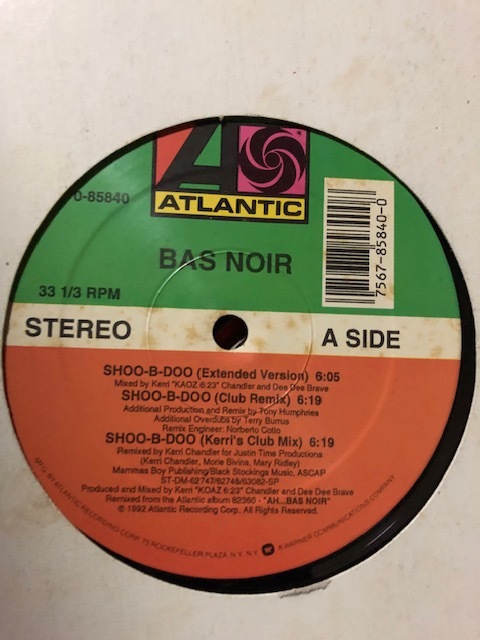 0-85840
ATLANTIC
7567-85840-0
BAS NOIR
33 1/3 RPM
STEREO
A SIDE
SHOO-B-DOO (Extended Version) 6:05
Mixed by Kerri "KAOZ 6:23" Chandler and Dee Dee Brave
SHOO-B-DOO (Club Remix) 6:19
Additional Production and Remix by Tony Humphries
Additional Overdubs by Terry Burrus
Remix Engineer: Norberto Cotto
SHOO-B-DOO (Kerri's Club Mix) 6:19
Remixed by Kerri Chandler for Justin Time Productions
(Kerri Chandler, Morie Bivins, Mary Ridley)
Mammas Boy Publishing/Black Stockings Music, ASCAP
ST-DM-62747/62748/63082-SP
Produced and Mixed by Kerri "KOAZ 6:23" Chandler and Dee Dee Brave
Remixed from the Atlantic album 82360 - "AH...BAS NOIR"
© 1992 Atlantic Recording Corp. All Rights Reserved.
MFG. BY ATLANTIC RECORDING CORP., 75 ROCKEFELLER PLAZA, N.Y., N.Y. A WARNER COMMUNICATIONS COMPANY